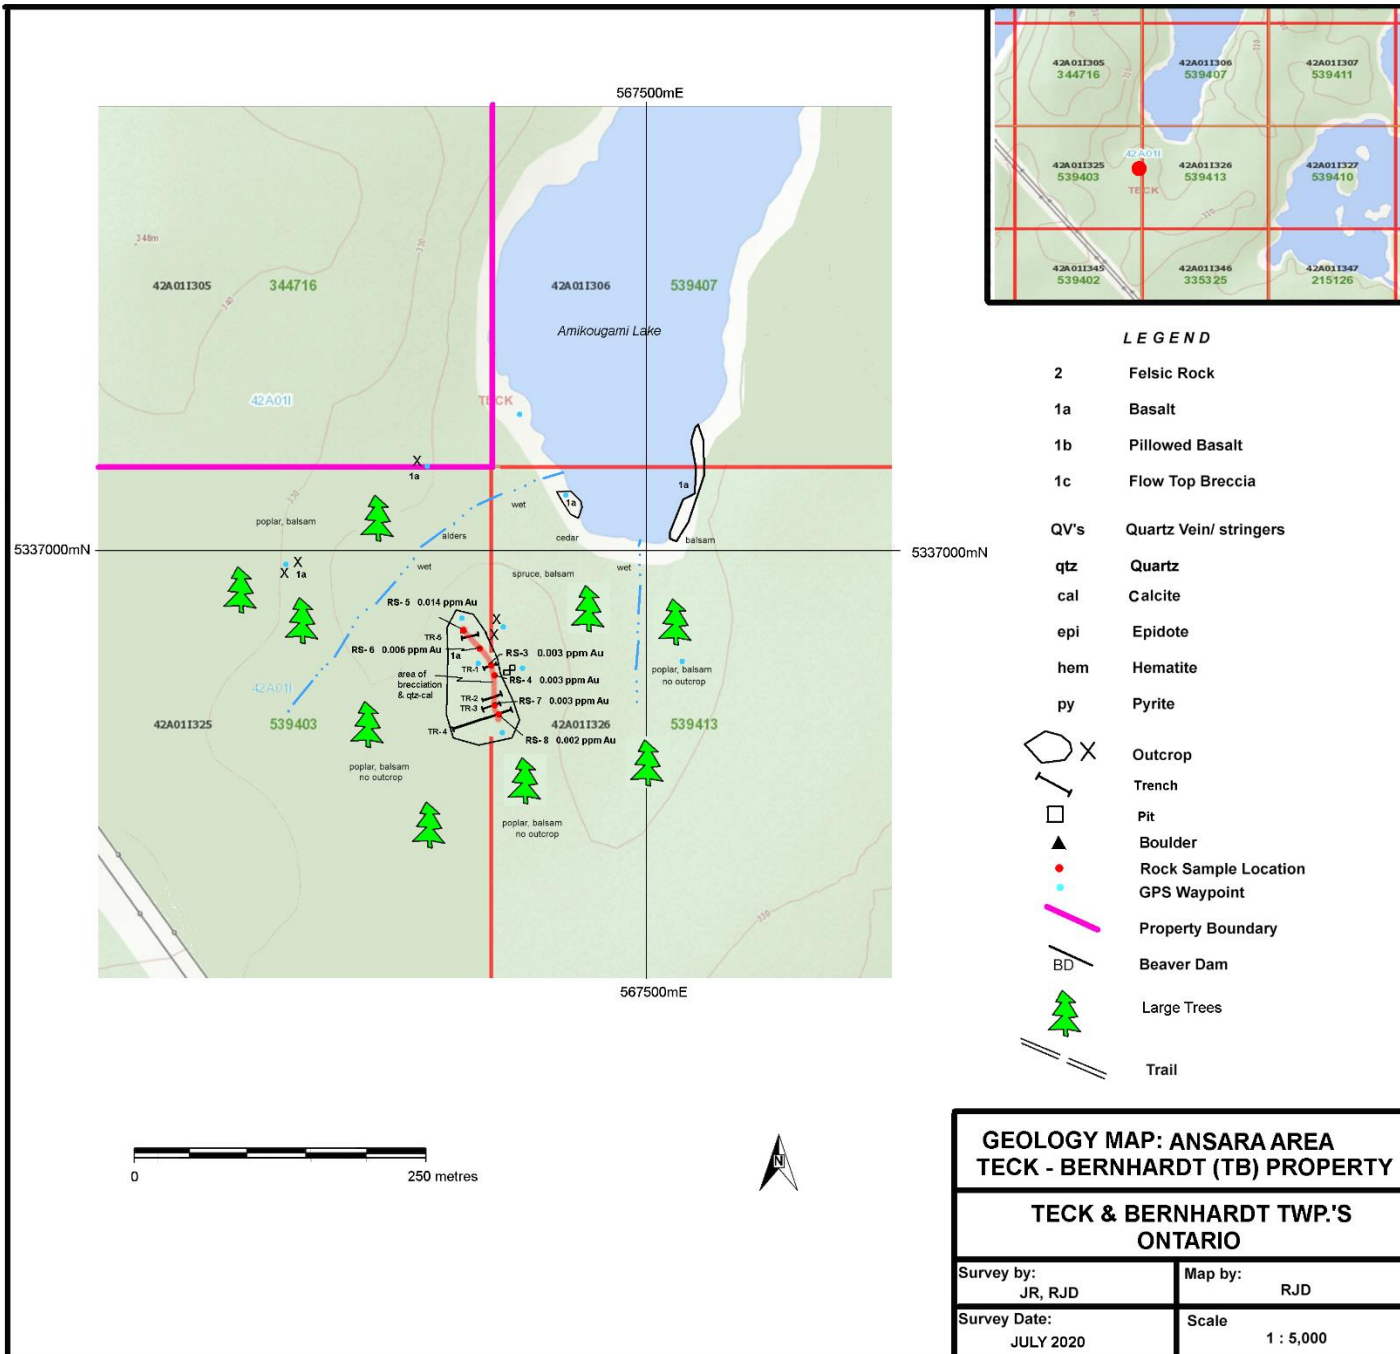 567500mE
42A01I305
344716
42A01I306
539407
42A01I307
539411
42A01I325
539403
42A01I
TECK
42A01I326
539413
42A01I327
539410
330
42A01I345
539402
42A01I346
335325
42A01I347
215126
348m
330
340
42A01I305 344716
42A01I306 539407
Amikougami Lake
42A01I
TECK
X
1a
1a
1a
wet
poplar, balsam
alders
cedar
balsam
5337000mN
5337000mN
330
X X 1a
wet
spruce, balsam
wet
RS-5 0.014 ppm Au
X
X
TR-5
RS-6 0.006 ppm Au
1a
RS-3 0.003 ppm Au
TR-1
P
area of
brecciation
& qtz-cal
RS-4 0.003 ppm Au
poplar, balsam
no outcrop
42A01I
TR-2
TR-3
RS-7 0.003 ppm Au
42A01I325 539403
42A01I326 539413
TR-4
RS-8 0.002 ppm Au
poplar, balsam
no outcrop
poplar, balsam
no outcrop
330
567500mE
0 250 metres
N
LEGEND
2 Felsic Rock
1a Basalt
1b Pillowed Basalt
1c Flow Top Breccia
QV's Quartz Vein/ stringers
qtz Quartz
cal Calcite
epi Epidote
hem Hematite
py Pyrite
X Outcrop
Trench
Pit
Boulder
Rock Sample Location
GPS Waypoint
Property Boundary
BD Beaver Dam
Large Trees
Trail
GEOLOGY MAP: ANSARA AREA
TECK - BERNHARDT (TB) PROPERTY
TECK & BERNHARDT TWP.'S
ONTARIO
Survey by:
JR, RJD
Map by:
RJD
Survey Date:
JULY 2020
Scale
1 : 5,000